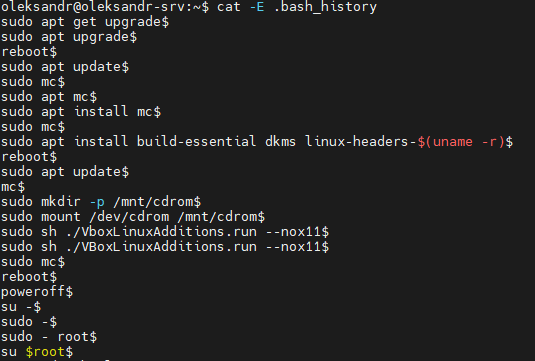 oleksandr@oleksandr-srv:~$ cat -E .bash_history
sudo apt get upgrade$
sudo apt upgrade$
reboot$
sudo apt update$
sudo mc$
sudo apt mc$
sudo apt install mc$
sudo mc$
sudo apt install build-essential dkms linux-headers-$(uname -r)$
reboot$
sudo apt update$
mc$
sudo mkdir -p /mnt/cdrom$
sudo mount /dev/cdrom /mnt/cdrom$
sudo sh ./VboxLinuxAdditions.run --nox11$
sudo sh ./VBoxLinuxAdditions.run --nox11$
sudo mc$
reboot$
poweroff$
su -$
sudo -$
sudo - root$
su $root$